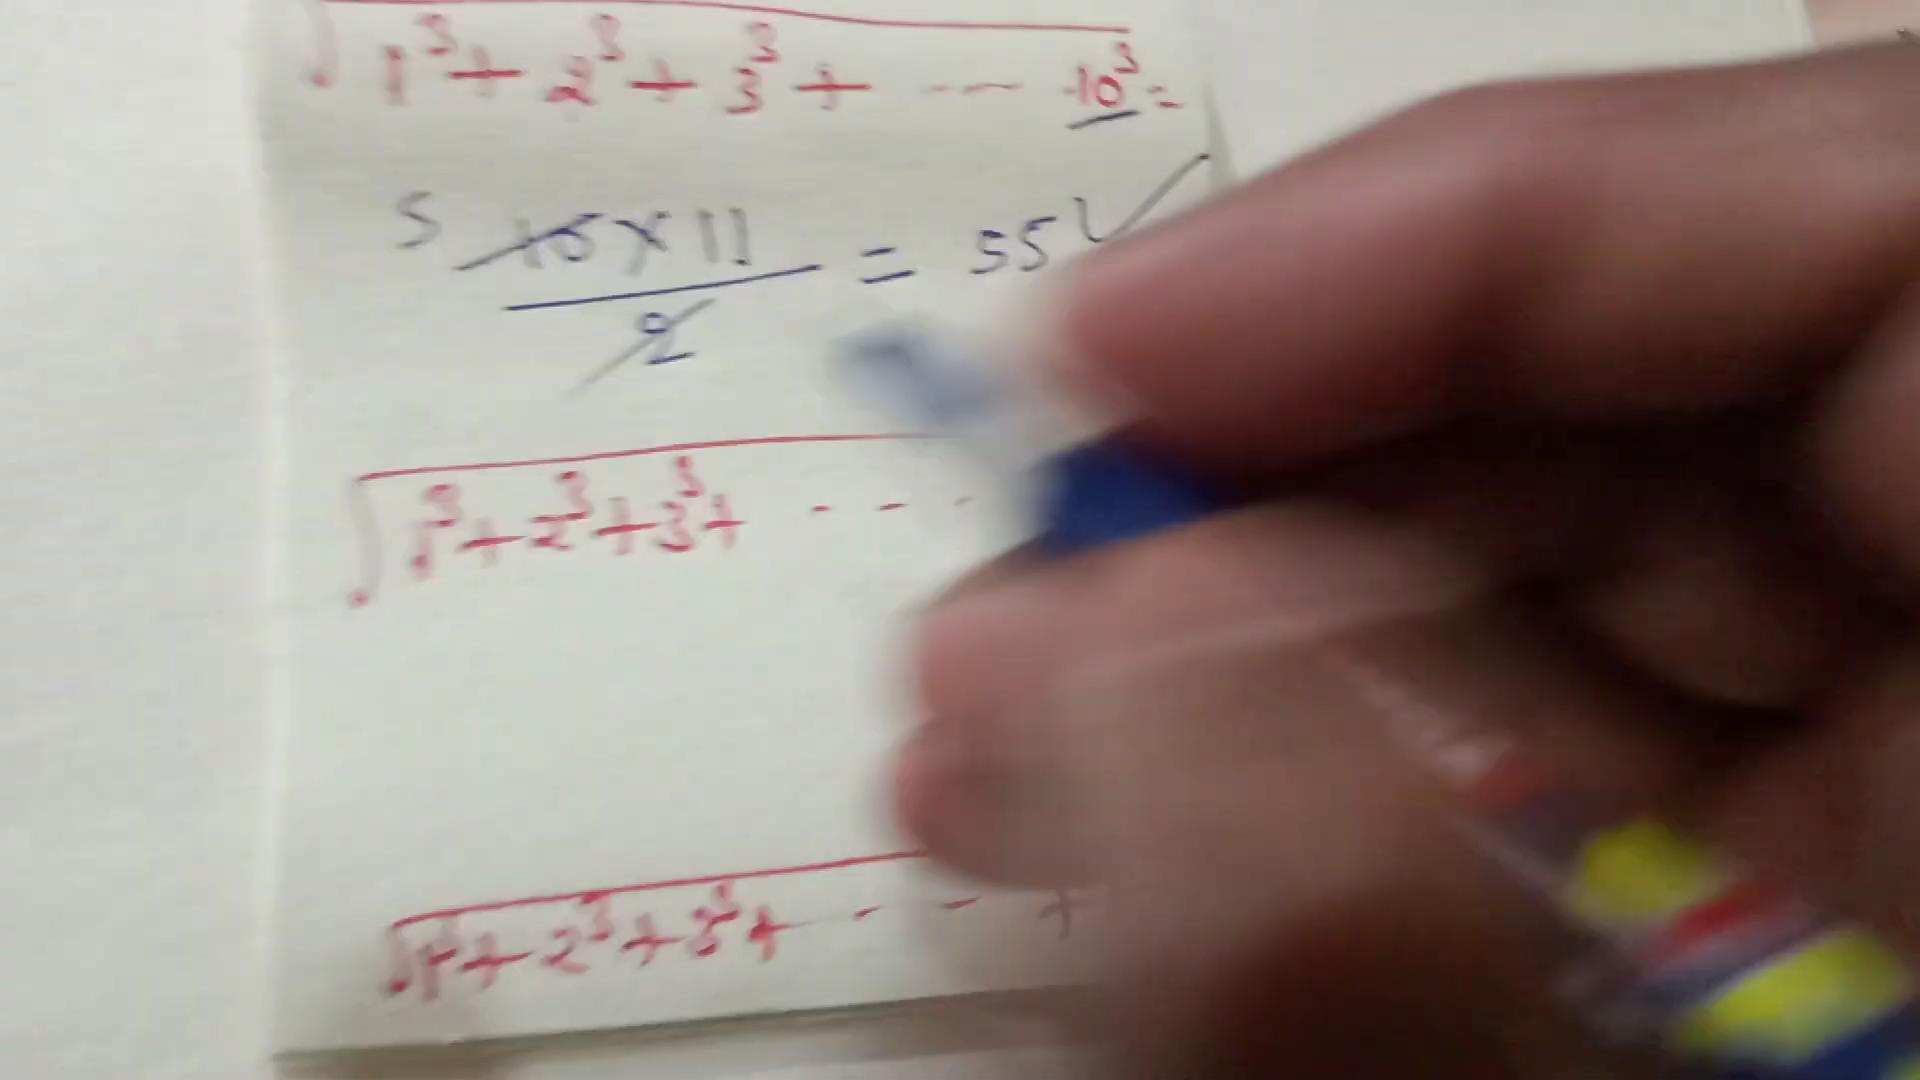 √1³+ 2³+ 3³+ --- 10³=
5 10×11 = 55 ✓
2
√1³+2³+3³+ - - -
√1³+2³+3³+ - - +